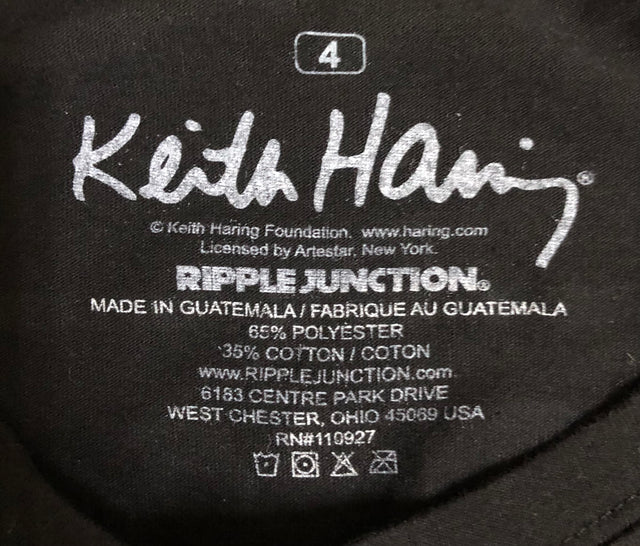 4
Keith Haring®
© Keith Haring Foundation. www.haring.com
Licensed by Artestar, New York.
RIPPLE JUNCTION®
MADE IN GUATEMALA / FABRIQUE AU GUATEMALA
65% POLYESTER
35% COTTON / COTON
www.RIPPLEJUNCTION.com
6183 CENTRE PARK DRIVE
WEST CHESTER, OHIO 45069 USA
RN#110927